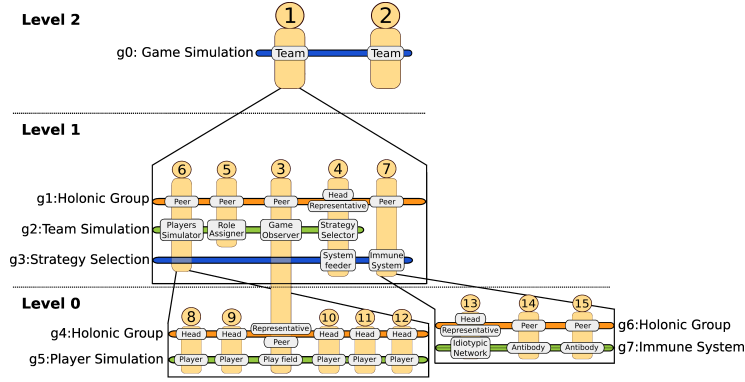 Level 2
1
2
g0: Game Simulation
Team
Team
Level 1
6
5
3
4
7
g1:Holonic Group
Peer
Peer
Peer
Head
Representative
Peer
g2:Team Simulation
Players
Simulator
Role
Assigner
Game
Observer
Strategy
Selector
g3:Strategy Selection
System
feeder
Immune
System
Level 0
8
9
10
11
12
g4:Holonic Group
Head
Head
Representative
Peer
Head
Head
Head
g5:Player Simulation
Player
Player
Play field
Player
Player
Player
13
14
15
Head
Representative
Peer
Peer
g6:Holonic Group
Idiotypic
Network
Antibody
Antibody
g7:Immune System